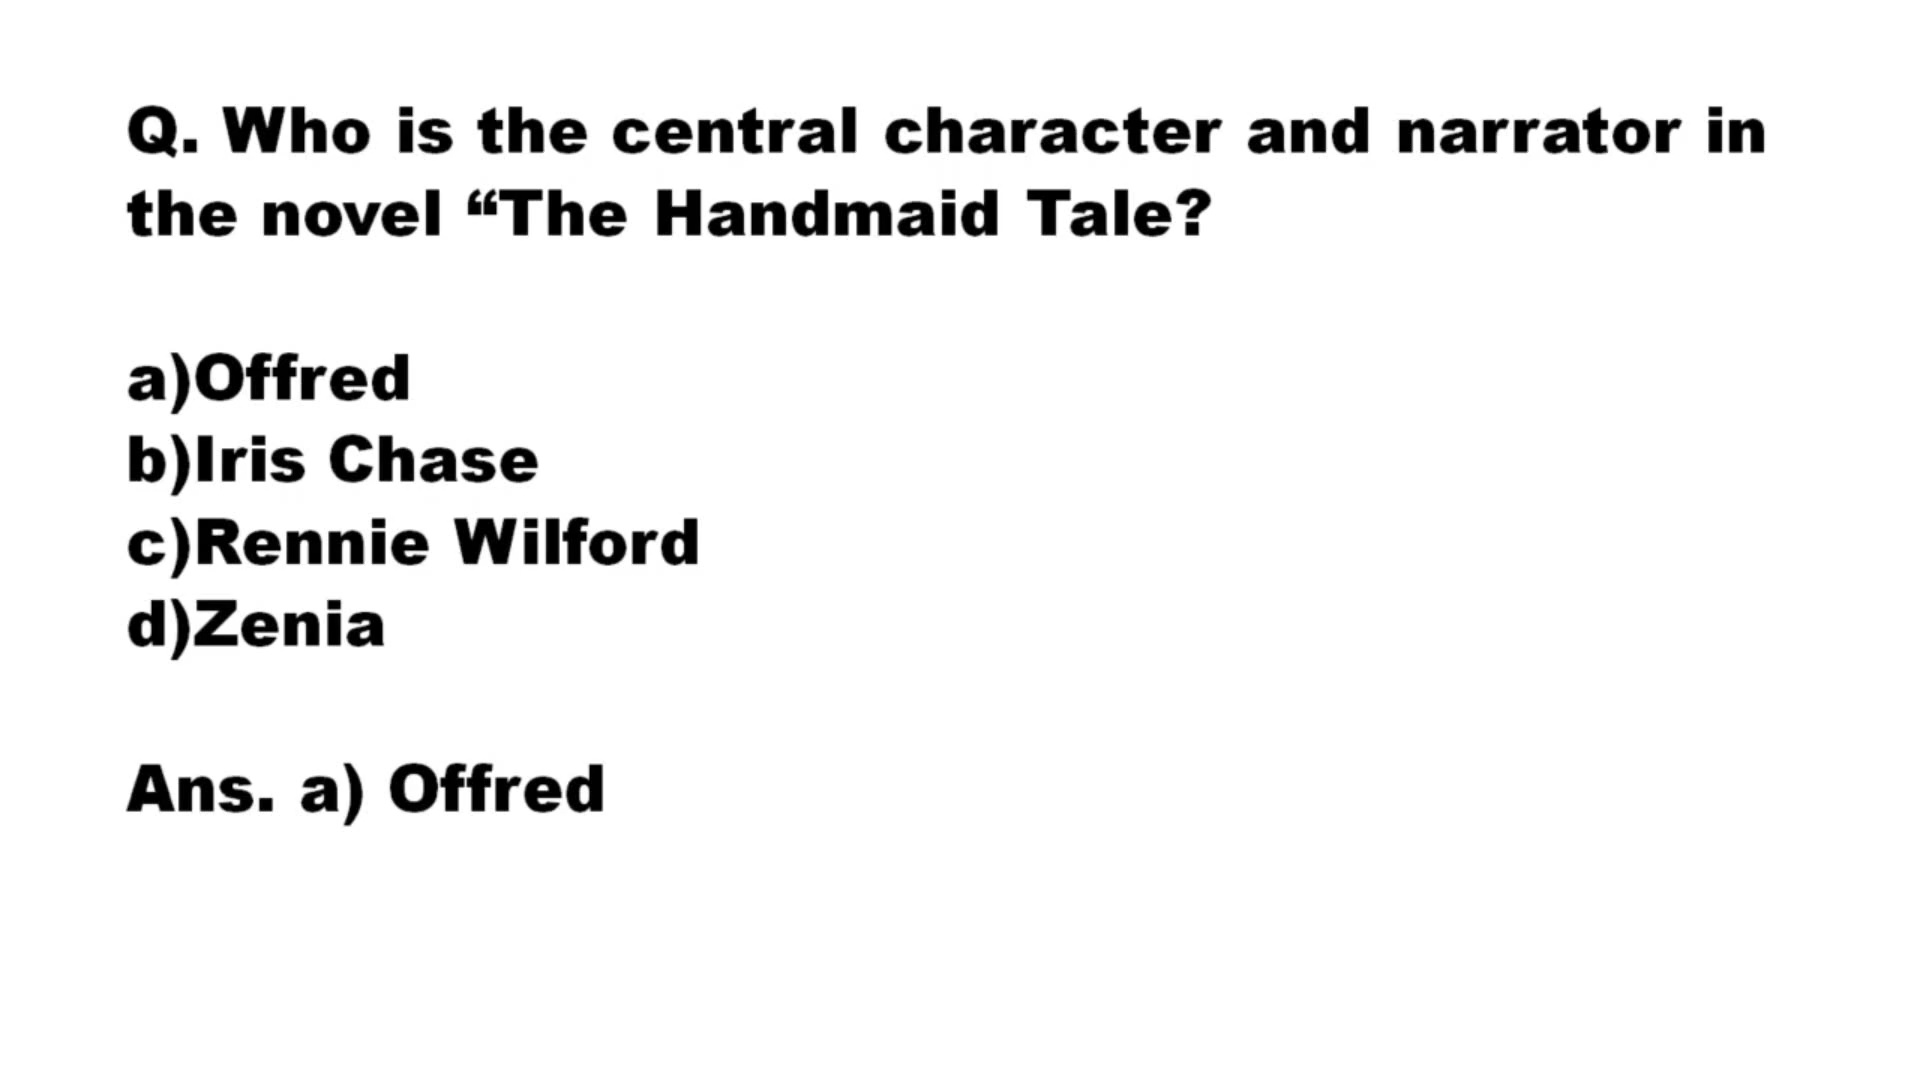 Q. Who is the central character and narrator in
the novel “The Handmaid Tale?
a)Offred
b)Iris Chase
c)Rennie Wilford
d)Zenia
Ans. a) Offred